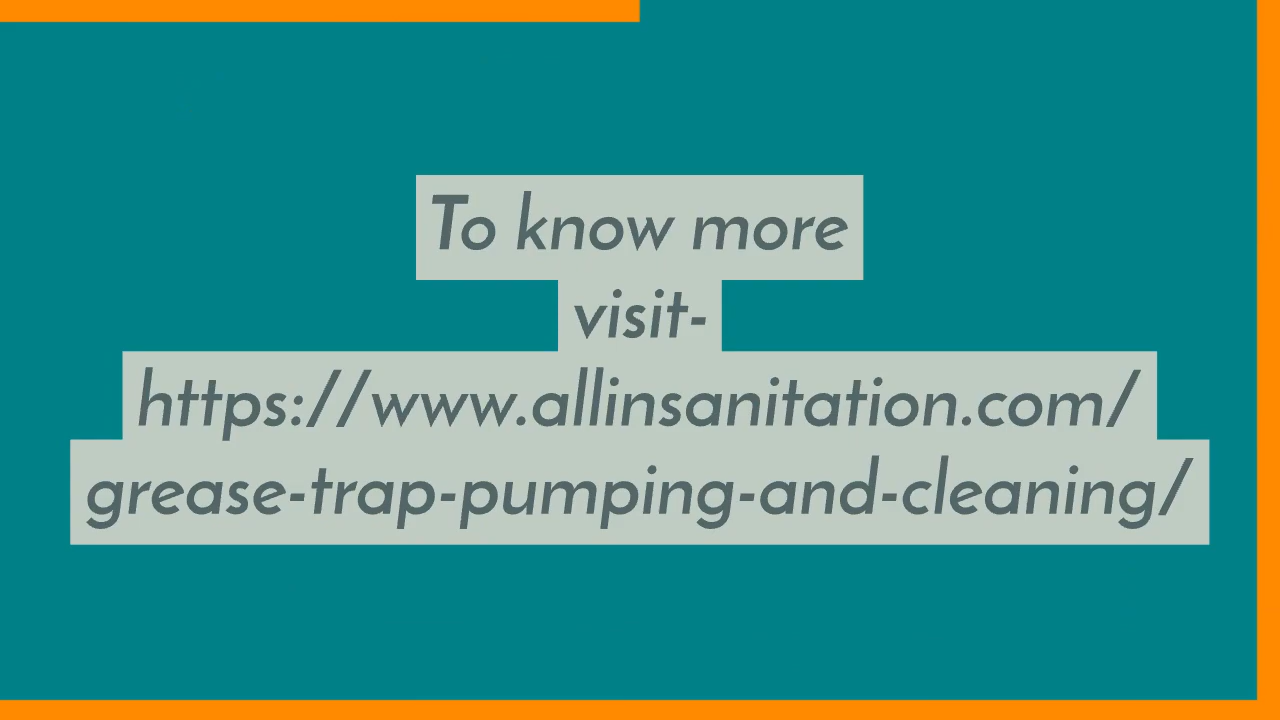 To know more
visit-
https://www.allinsanitation.com/
grease-trap-pumping-and-cleaning/